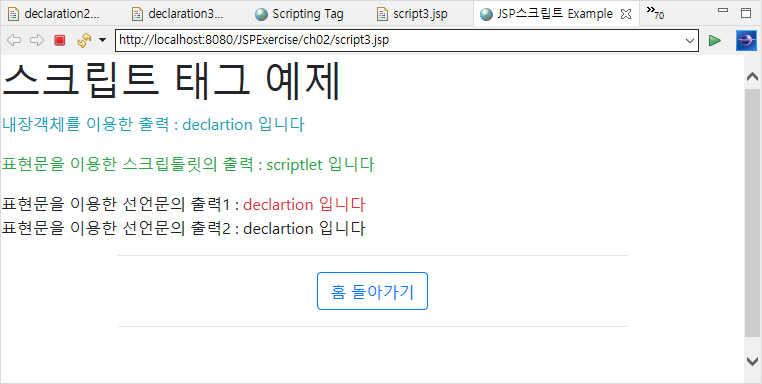 declaration2...
declaration3...
Scripting Tag
script3.jsp
JSP스크립트 Example
70
http://localhost:8080/JSPExercise/ch02/script3.jsp
스크립트 태그 예제
내장객체를 이용한 출력 : declartion 입니다
표현문을 이용한 스크립틀릿의 출력 : scriptlet 입니다
표현문을 이용한 선언문의 출력1 : declartion 입니다
표현문을 이용한 선언문의 출력2 : declartion 입니다
홈 돌아가기